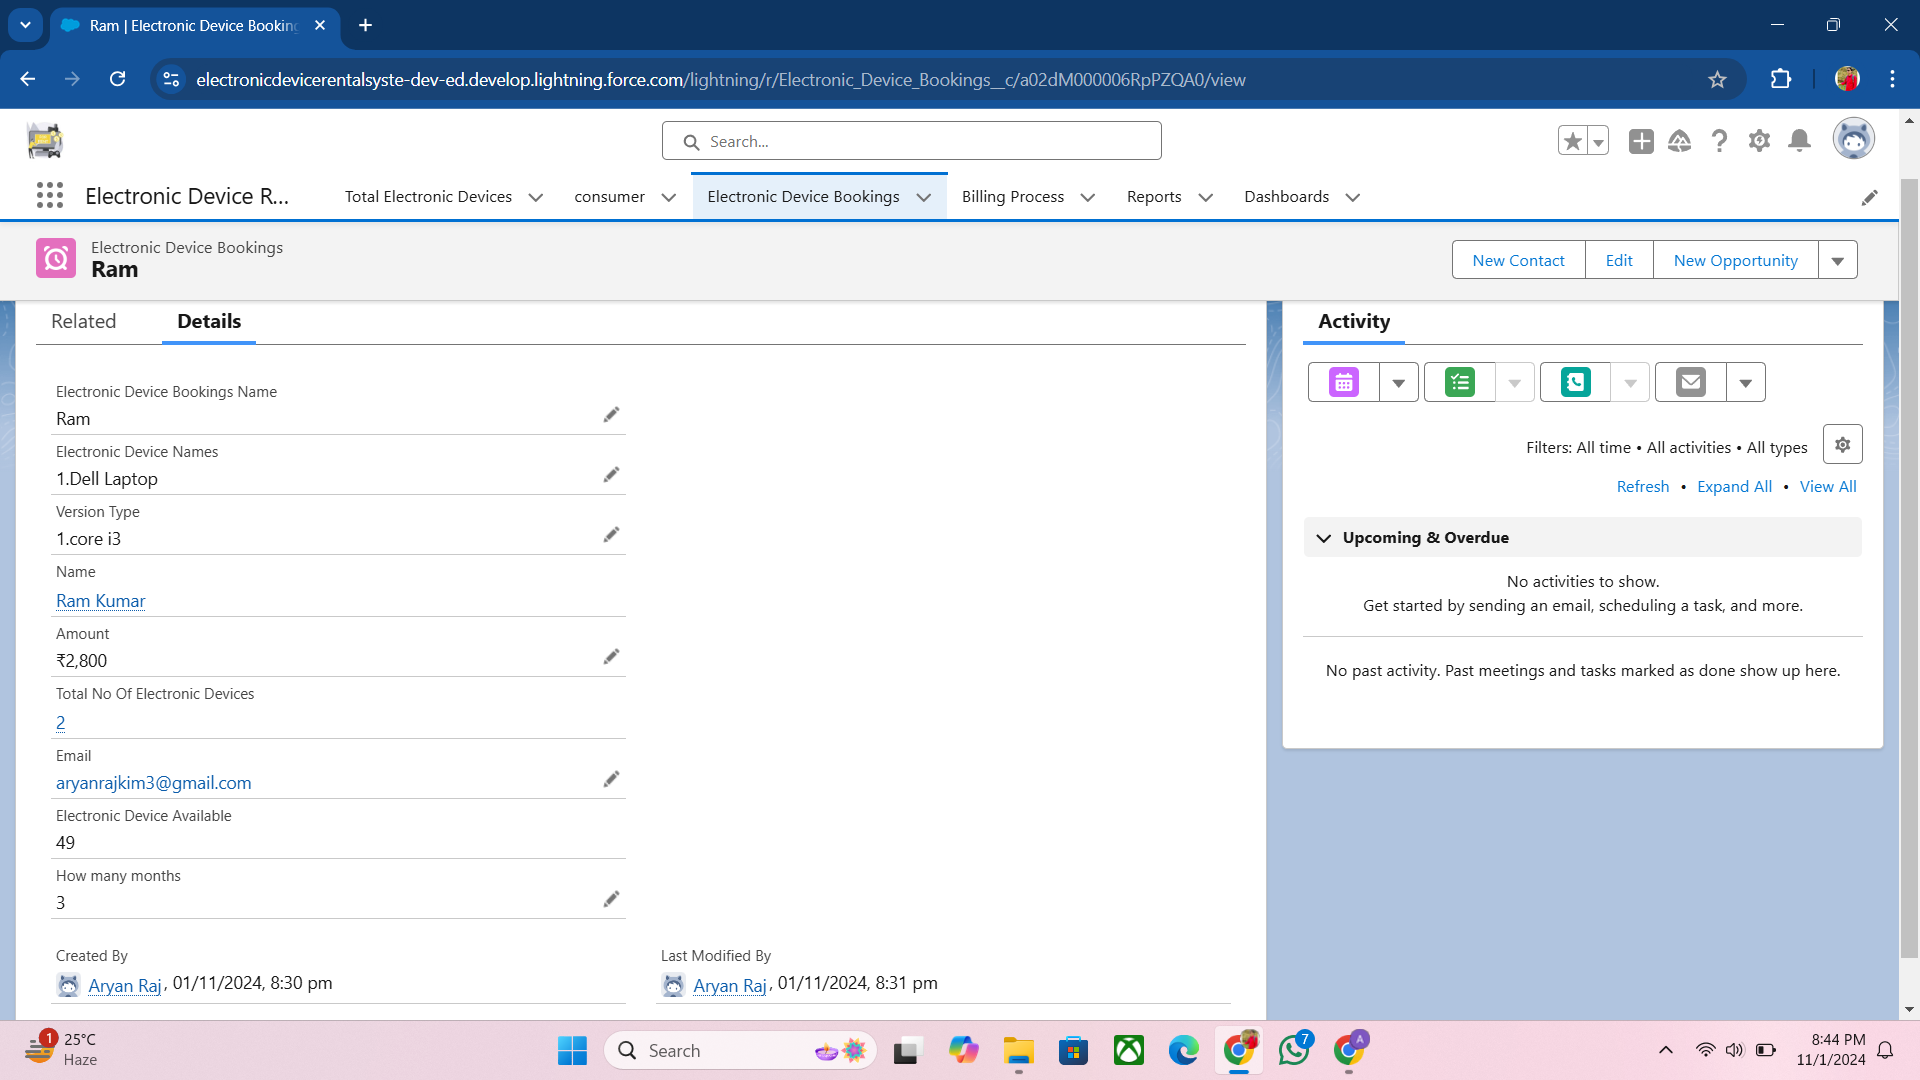 Ram | Electronic Device Booking
electronicdevicerentalsyste-dev-ed.develop.lightning.force.com/lightning/r/Electronic_Device_Bookings__c/a02dM000006RpPZQA0/view
Search...
Electronic Device R...
Total Electronic Devices
consumer
Electronic Device Bookings
Billing Process
Reports
Dashboards
Electronic Device Bookings
Ram
New Contact
Edit
New Opportunity
Related
Details
Electronic Device Bookings Name
Ram
Electronic Device Names
1.Dell Laptop
Version Type
1.core i3
Name
Ram Kumar
Amount
₹2,800
Total No Of Electronic Devices
2
Email
aryanrajkim3@gmail.com
Electronic Device Available
49
How many months
3
Created By
Aryan Raj, 01/11/2024, 8:30 pm
Last Modified By
Aryan Raj, 01/11/2024, 8:31 pm
Activity
Filters: All time • All activities • All types
Refresh • Expand All • View All
Upcoming & Overdue
No activities to show.
Get started by sending an email, scheduling a task, and more.
No past activity. Past meetings and tasks marked as done show up here.
1
25°C
Haze
Search
7
A
8:44 PM
11/1/2024